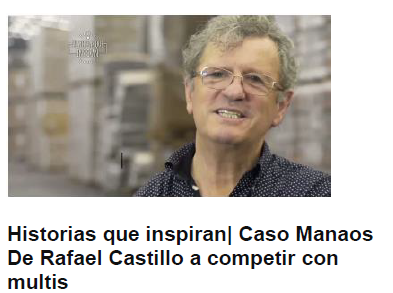 Historias que inspiran| Caso Manaos
De Rafael Castillo a competir con
multis